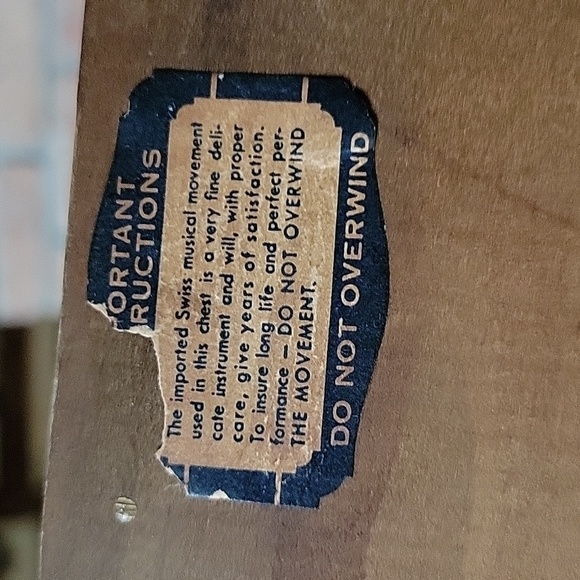 ORTANT
RUCTIONS
The imported Swiss musical movement
used in this chest is a very fine deli-
cate instrument and will, with proper
care, give years of satisfaction.
To insure long life and perfect per-
formance — DO NOT OVERWIND
THE MOVEMENT.
DO NOT OVERWIND